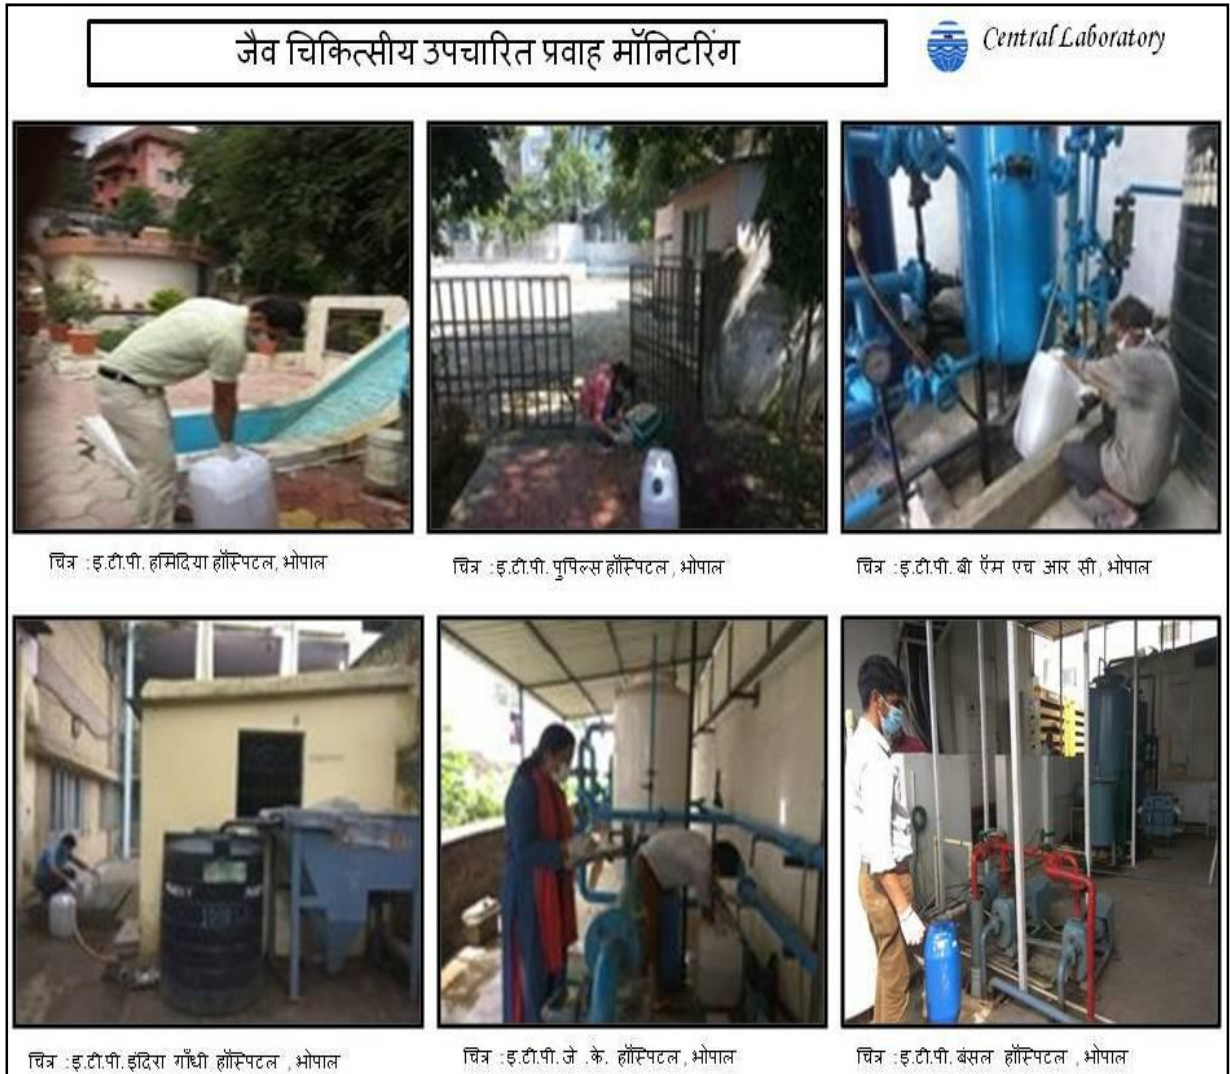 जैव चिकित्सीय उपचारित प्रवाह मॉनिटरिंग
Central Laboratory
चित्र :इ.टी.पी. हमिदिया हॉस्पिटल, भोपाल
चित्र :इ.टी.पी. पुपिल्स हॉस्पिटल , भोपाल
चित्र :इ.टी.पी. बी ऍम एच आर सी , भोपाल
चित्र :इ.टी.पी. इंदिरा गाँधी हॉस्पिटल , भोपाल
चित्र :इ.टी.पी. जे .के. हॉस्पिटल, भोपाल
चित्र :इ.टी.पी. बंसल हॉस्पिटल , भोपाल